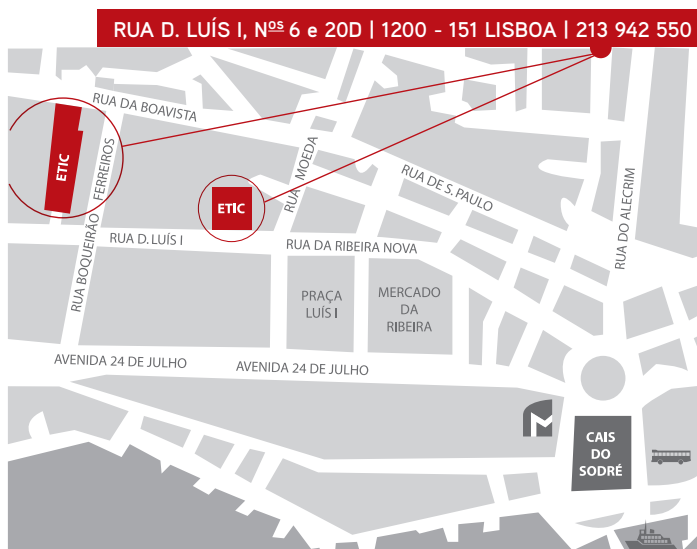 RUA D. LUÍS I, Nos 6 e 20D | 1200 - 151 LISBOA | 213 942 550
RUA DA BOAVISTA
ETIC
RUA BOQUEIRÃO FERREIROS
RUA MOEDA
RUA DE S. PAULO
RUA DO ALECRIM
ETIC
RUA D. LUÍS I
RUA DA RIBEIRA NOVA
PRAÇA
LUÍS I
MERCADO
DA
RIBEIRA
AVENIDA 24 DE JULHO
AVENIDA 24 DE JULHO
M
CAIS
DO
SODRÉ